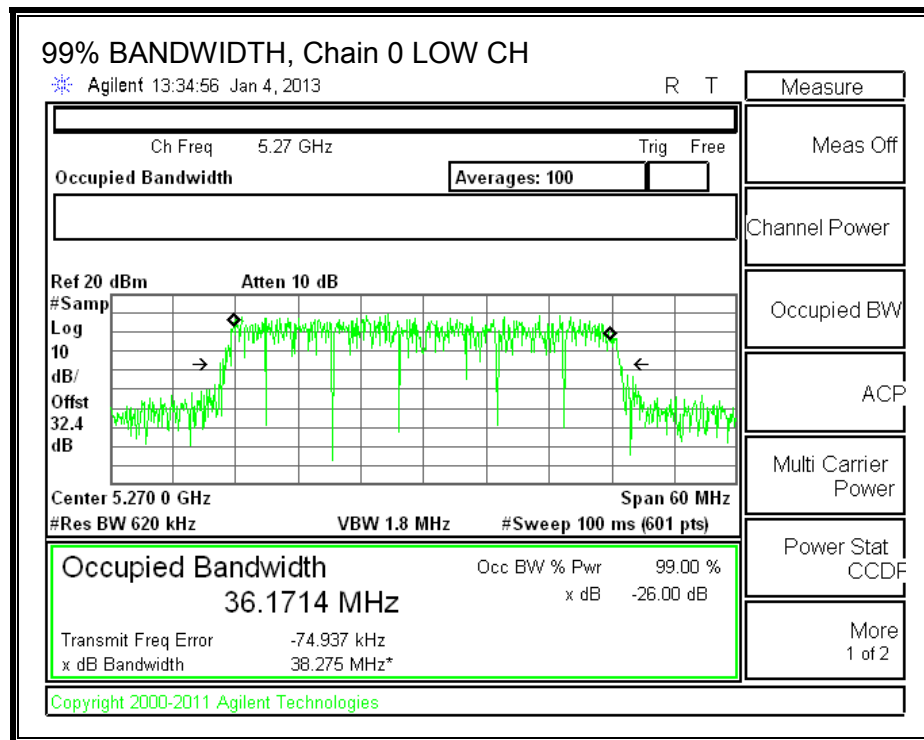 99% BANDWIDTH, Chain 0 LOW CH
Agilent 13:34:56 Jan 4, 2013 R T
Measure
Ch Freq 5.27 GHz Trig Free
Occupied Bandwidth Averages: 100
Meas Off
Channel Power
Occupied BW
ACP
Multi Carrier
Power
Power Stat
CCDF
More
1 of 2
Ref 20 dBm Atten 10 dB
#Samp
Log
10
dB/
Offst
32.4
dB
Center 5.270 0 GHz Span 60 MHz
#Res BW 620 kHz VBW 1.8 MHz #Sweep 100 ms (601 pts)
Occupied Bandwidth Occ BW % Pwr 99.00 %
36.1714 MHz x dB -26.00 dB
Transmit Freq Error -74.937 kHz
x dB Bandwidth 38.275 MHz*
Copyright 2000-2011 Agilent Technologies